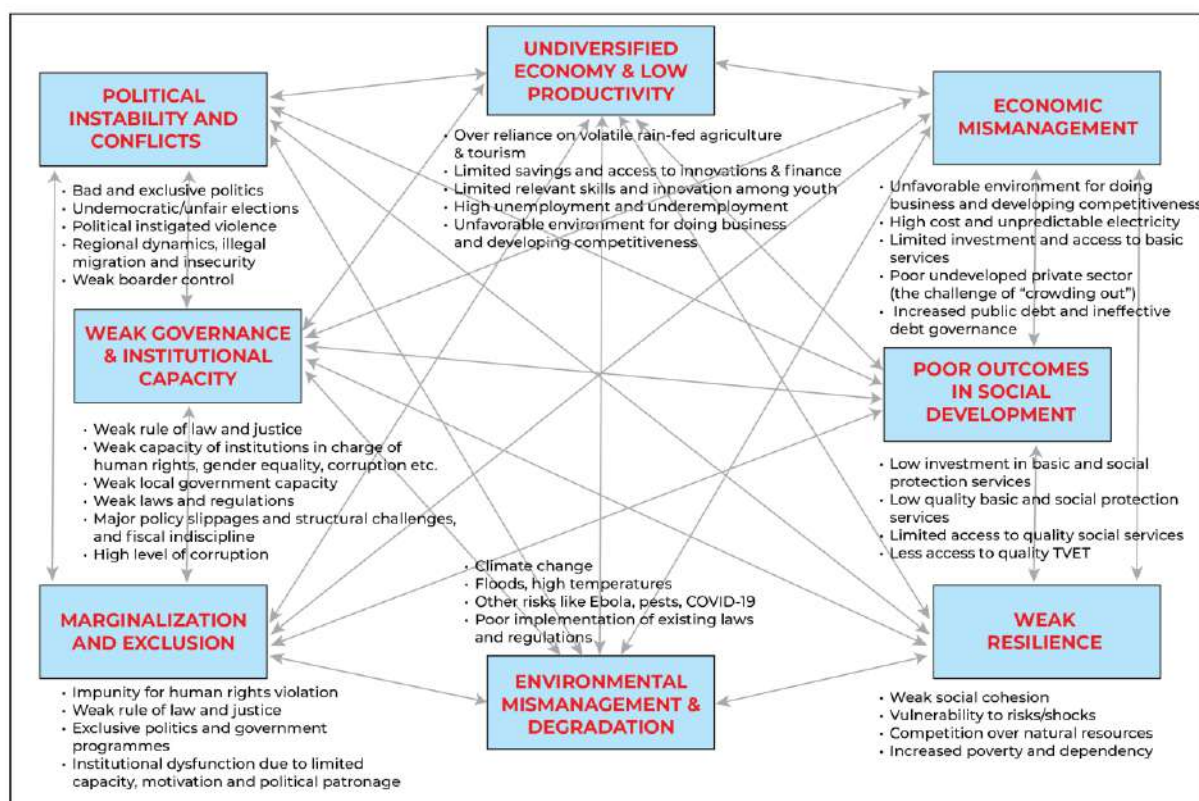 UNDIVERSIFIED
ECONOMY & LOW
PRODUCTIVITY
• Over reliance on volatile rain-fed agriculture
& tourism
• Limited savings and access to innovations & finance
• Limited relevant skills and innovation among youth
• High unemployment and underemployment
• Unfavorable environment for doing business
and developing competitiveness
POLITICAL
INSTABILITY AND
CONFLICTS
• Bad and exclusive politics
• Undemocratic/unfair elections
• Political instigated violence
• Regional dynamics, illegal
migration and insecurity
• Weak boarder control
ECONOMIC
MISMANAGEMENT
• Unfavorable environment for doing
business and developing competitiveness
• High cost and unpredictable electricity
• Limited investment and access to basic
services
• Poor undeveloped private sector
(the challenge of “crowding out”)
• Increased public debt and ineffective
debt governance
WEAK GOVERNANCE
& INSTITUTIONAL
CAPACITY
• Weak rule of law and justice
• Weak capacity of institutions in charge of
human rights, gender equality, corruption etc.
• Weak local government capacity
• Weak laws and regulations
• Major policy slippages and structural challenges,
and fiscal indiscipline
• High level of corruption
POOR OUTCOMES
IN SOCIAL
DEVELOPMENT
• Low investment in basic and social
protection services
• Low quality basic and social protection
services
• Limited access to quality social services
• Less access to quality TVET
MARGINALIZATION
AND EXCLUSION
• Impunity for human rights violation
• Weak rule of law and justice
• Exclusive politics and government
programmes
• Institutional dysfunction due to limited
capacity, motivation and political patronage
• Climate change
• Floods, high temperatures
• Other risks like Ebola, pests, COVID-19
• Poor implementation of existing laws
and regulations
ENVIRONMENTAL
MISMANAGEMENT &
DEGRADATION
WEAK
RESILIENCE
• Weak social cohesion
• Vulnerability to risks/shocks
• Competition over natural resources
• Increased poverty and dependency